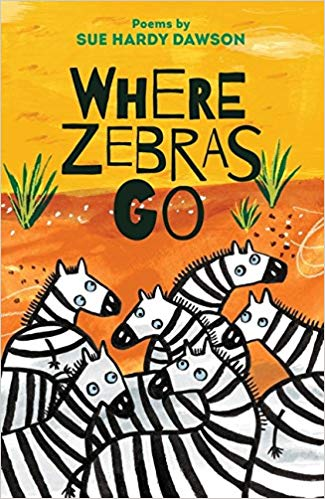 Poems by
SUE HARDY DAWSON
WHERE
ZEBRAS
GO